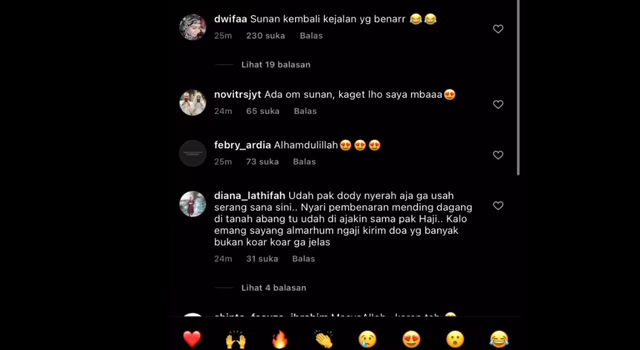 dwifaa Sunan kembali kejalan yg benarr 😂😂
25m 230 suka Balas
Lihat 19 balasan
novitrsjyt Ada om sunan, kaget lho saya mbaaa😍
24m 65 suka Balas
febry_ardia Alhamdulillah😍😍😍
25m 73 suka Balas
diana_lathifah Udah pak dody nyerah aja ga usah
serang sana sini.. Nyari pembenaran mending dagang
di tanah abang tu udah di ajakin sama pak Haji.. Kalo
emang sayang almarhum ngaji kirim doa yg banyak
bukan koar koar ga jelas
24m 31 suka Balas
Lihat 4 balasan